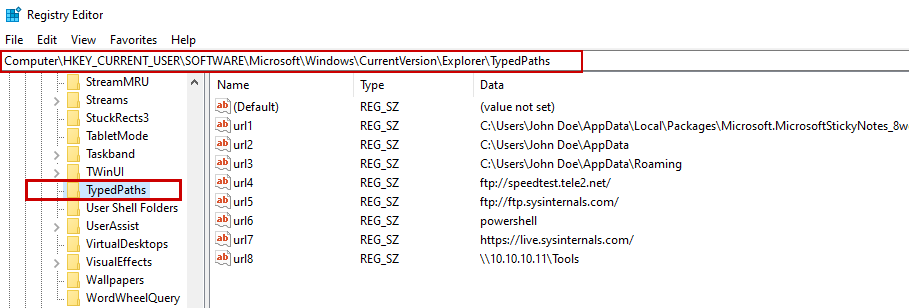 Registry Editor
File Edit View Favorites Help
Computer\HKEY_CURRENT_USER\SOFTWARE\Microsoft\Windows\CurrentVersion\Explorer\TypedPaths
StreamMRU
Streams
StuckRects3
TabletMode
Taskband
TWinUI
TypedPaths
User Shell Folders
UserAssist
VirtualDesktops
VisualEffects
Wallpapers
WordWheelQuery
Name Type Data
ab (Default) REG_SZ (value not set)
ab url1 REG_SZ C:\Users\John Doe\AppData\Local\Packages\Microsoft.MicrosoftStickyNotes_8w
ab url2 REG_SZ C:\Users\John Doe\AppData
ab url3 REG_SZ C:\Users\John Doe\AppData\Roaming
ab url4 REG_SZ ftp://speedtest.tele2.net/
ab url5 REG_SZ ftp://ftp.sysinternals.com/
ab url6 REG_SZ powershell
ab url7 REG_SZ https://live.sysinternals.com/
ab url8 REG_SZ \\10.10.10.11\Tools